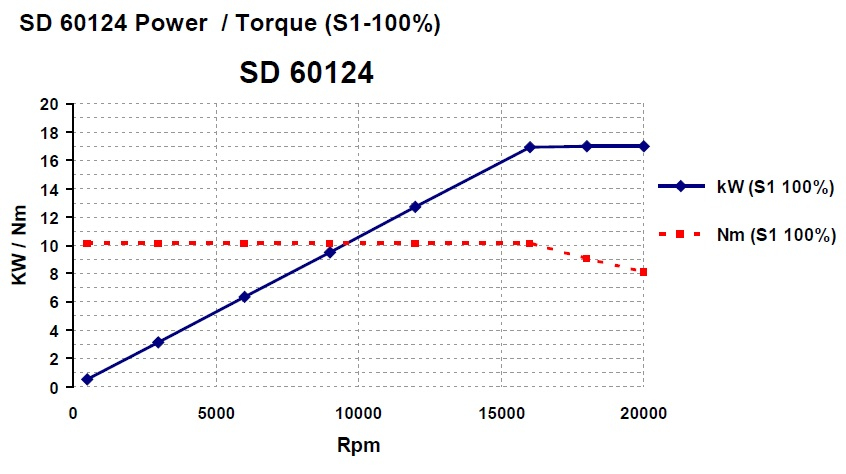 SD 60124 Power / Torque (S1-100%)
SD 60124
20
18
16
14
12
10
8
6
4
2
0
KW / Nm
0 5000 10000 15000 20000
Rpm
kW (S1 100%)
Nm (S1 100%)